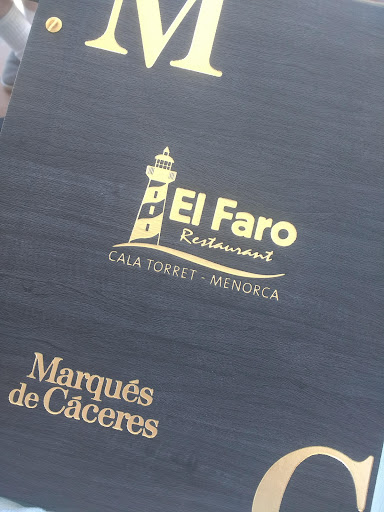 M
El Faro
Restaurant
CALA TORRET - MENORCA
Marqués
de Cáceres
C